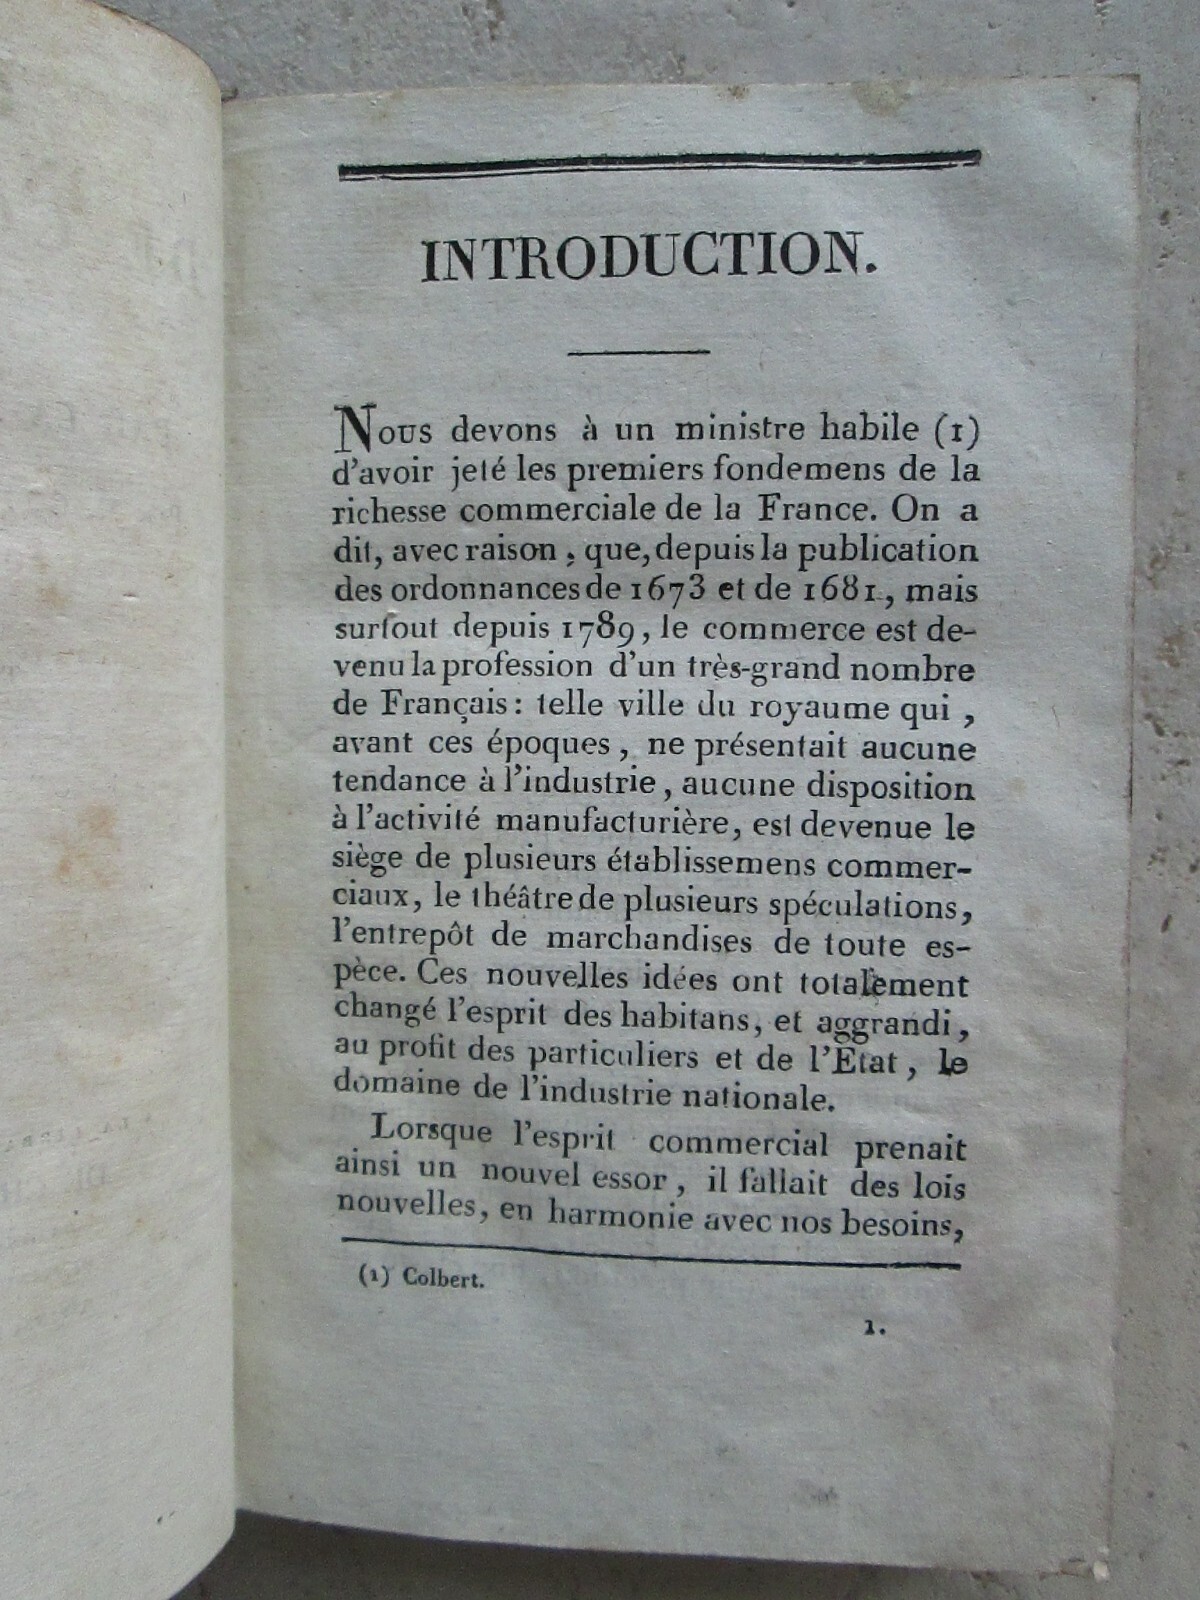 INTRODUCTION.
Nous devons à un ministre habile (1)
d'avoir jeté les premiers fondemens de la
richesse commerciale de la France. On a
dit, avec raison, que, depuis la publication
des ordonnances de 1673 et de 1681, mais
surtout depuis 1789, le commerce est de-
venu la profession d'un très-grand nombre
de Français: telle ville du royaume qui,
avant ces époques, ne présentait aucune
tendance à l'industrie, aucune disposition
à l'activité manufacturière, est devenue le
siège de plusieurs établissemens commer-
ciaux, le théâtre de plusieurs spéculations,
l'entrepôt de marchandises de toute es-
pèce. Ces nouvelles idées ont totalement
changé l'esprit des habitans, et aggrandi,
au profit des particuliers et de l'Etat, le
domaine de l'industrie nationale.
Lorsque l'esprit commercial prenait
ainsi un nouvel essor, il fallait des lois
nouvelles, en harmonie avec nos besoins,
(1) Colbert.
1.